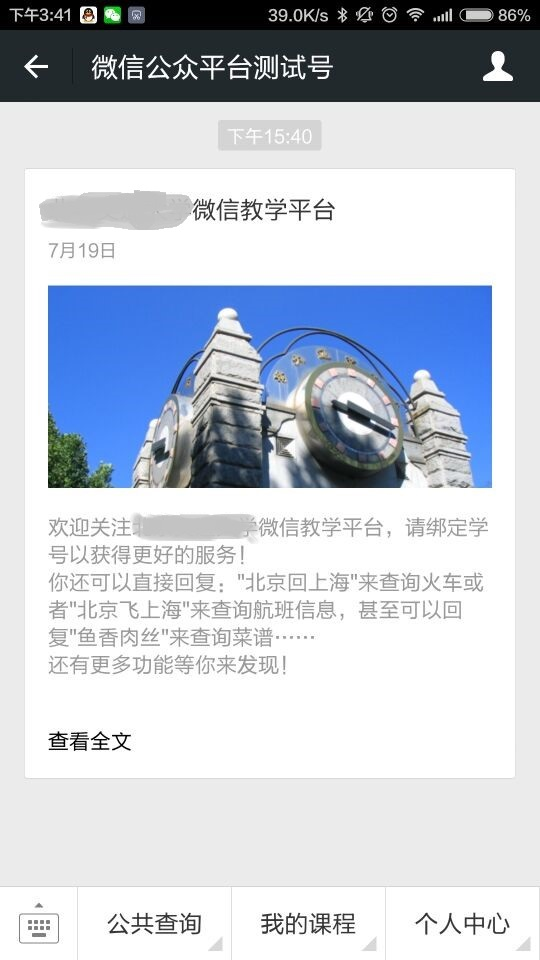 下午3:41
39.0K/s
86%
微信公众平台测试号
下午15:40
微信教学平台
7月19日
欢迎关注
微信教学平台，请绑定学
号以获得更好的服务！
你还可以直接回复："北京回上海"来查询火车或
者"北京飞上海"来查询航班信息，甚至可以回
复"鱼香肉丝"来查询菜谱……
还有更多功能等你来发现！
查看全文
公共查询
我的课程
个人中心